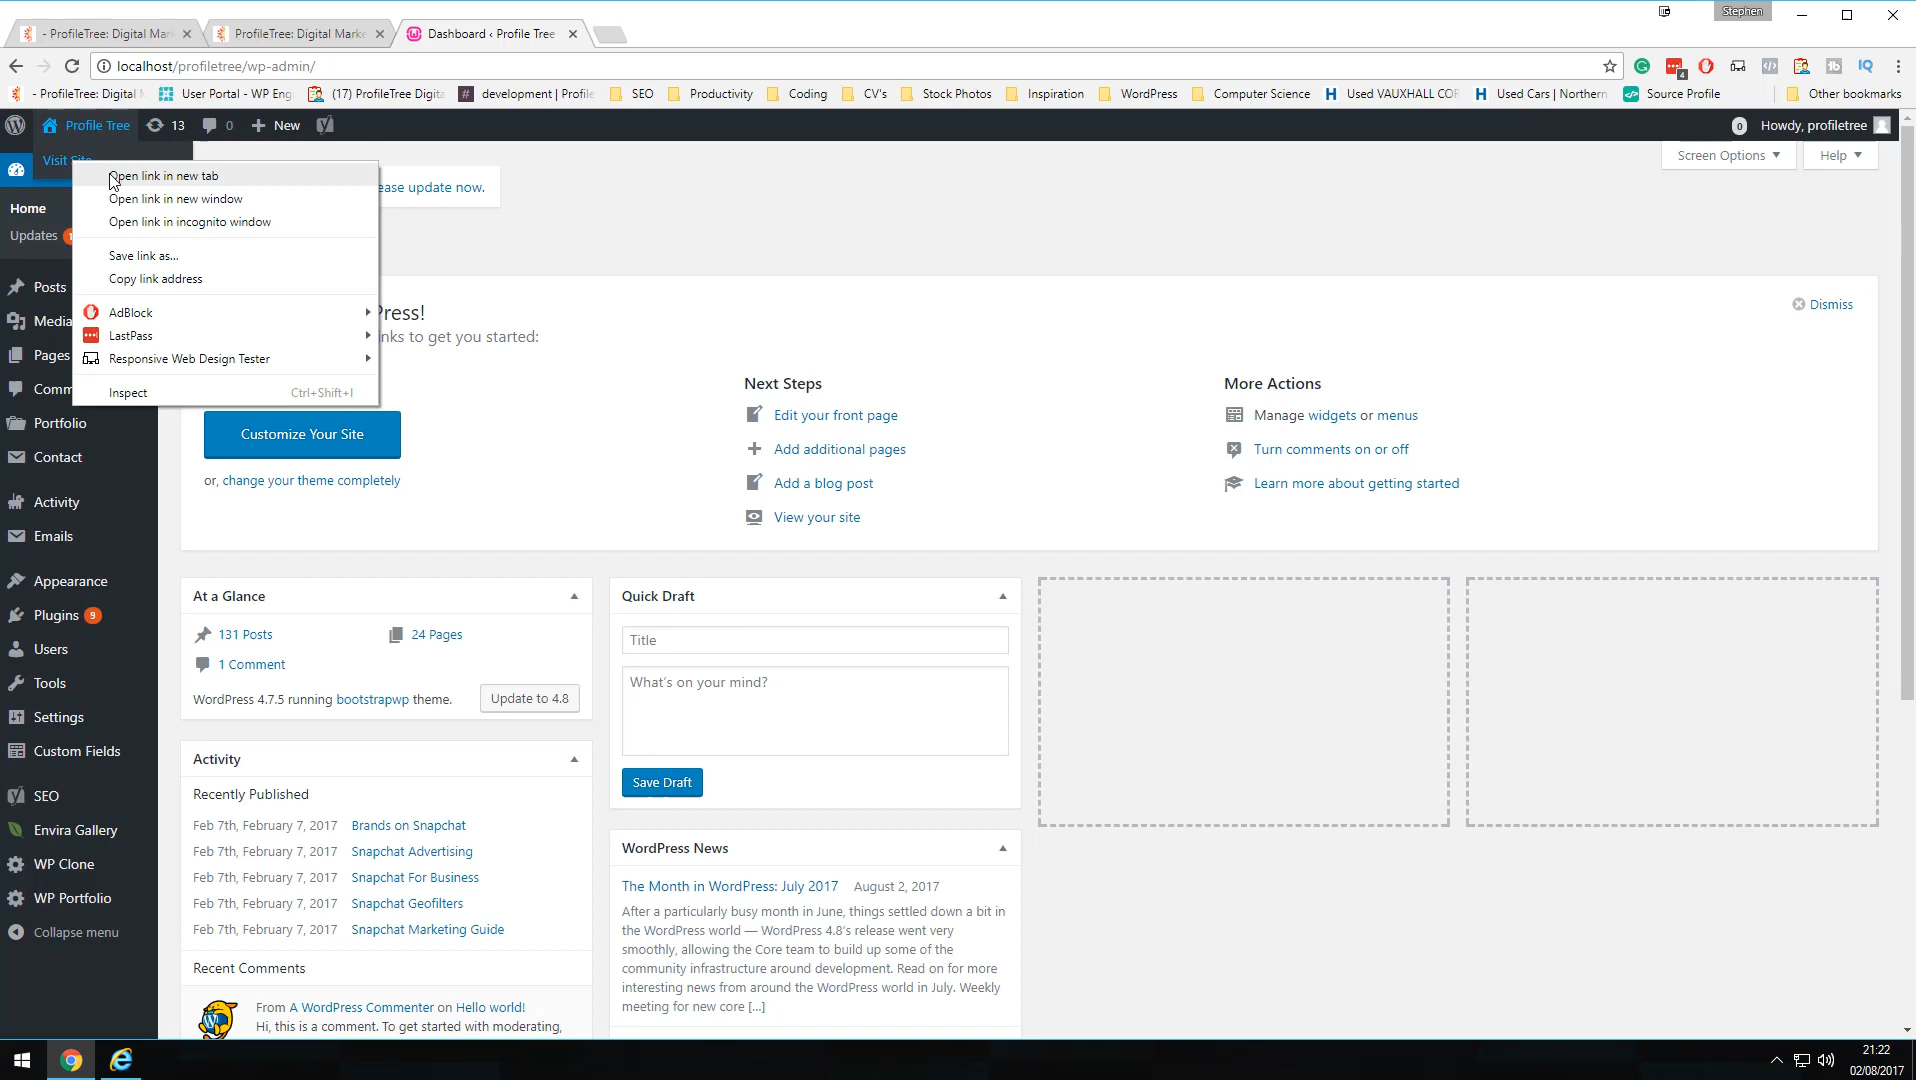 Stephen
- ProfileTree: Digital Mark
ProfileTree: Digital Marke
Dashboard ‹ Profile Tree
localhost/profiletree/wp-admin/
4
- ProfileTree: Digital M
User Portal - WP Eng
(17) ProfileTree Digita
development | Profile
SEO
Productivity
Coding
CV's
Stock Photos
Inspiration
WordPress
Computer Science
Used VAUXHALL COR
Used Cars | Northern
Source Profile
Other bookmarks
Profile Tree
13
0
New
0
Howdy, profiletree
Visit Site
Screen Options
Help
Open link in new tab
Open link in new window
Open link in incognito window
Save link as...
Copy link address
AdBlock
LastPass
Responsive Web Design Tester
Inspect Ctrl+Shift+I
ease update now.
Home
Updates
Posts
Media
Pages
Comm
Portfolio
Contact
Activity
Emails
Appearance
Plugins 9
Users
Tools
Settings
Custom Fields
SEO
Envira Gallery
WP Clone
WP Portfolio
Collapse menu
Press!
nks to get you started:
Dismiss
Customize Your Site
or, change your theme completely
Next Steps
Edit your front page
Add additional pages
Add a blog post
View your site
More Actions
Manage widgets or menus
Turn comments on or off
Learn more about getting started
At a Glance
131 Posts
24 Pages
1 Comment
WordPress 4.7.5 running bootstrapwp theme.
Update to 4.8
Activity
Recently Published
Feb 7th, February 7, 2017 Brands on Snapchat
Feb 7th, February 7, 2017 Snapchat Advertising
Feb 7th, February 7, 2017 Snapchat For Business
Feb 7th, February 7, 2017 Snapchat Geofilters
Feb 7th, February 7, 2017 Snapchat Marketing Guide
Recent Comments
From A WordPress Commenter on Hello world!
Hi, this is a comment. To get started with moderating,
Quick Draft
Title
What's on your mind?
Save Draft
WordPress News
The Month in WordPress: July 2017 August 2, 2017
After a particularly busy month in June, things settled down a bit in
the WordPress world — WordPress 4.8's release went very
smoothly, allowing the Core team to build up some of the
community infrastructure around development. Read on for more
interesting news from around the WordPress world in July. Weekly
meeting for new core […]
21:22
02/08/2017